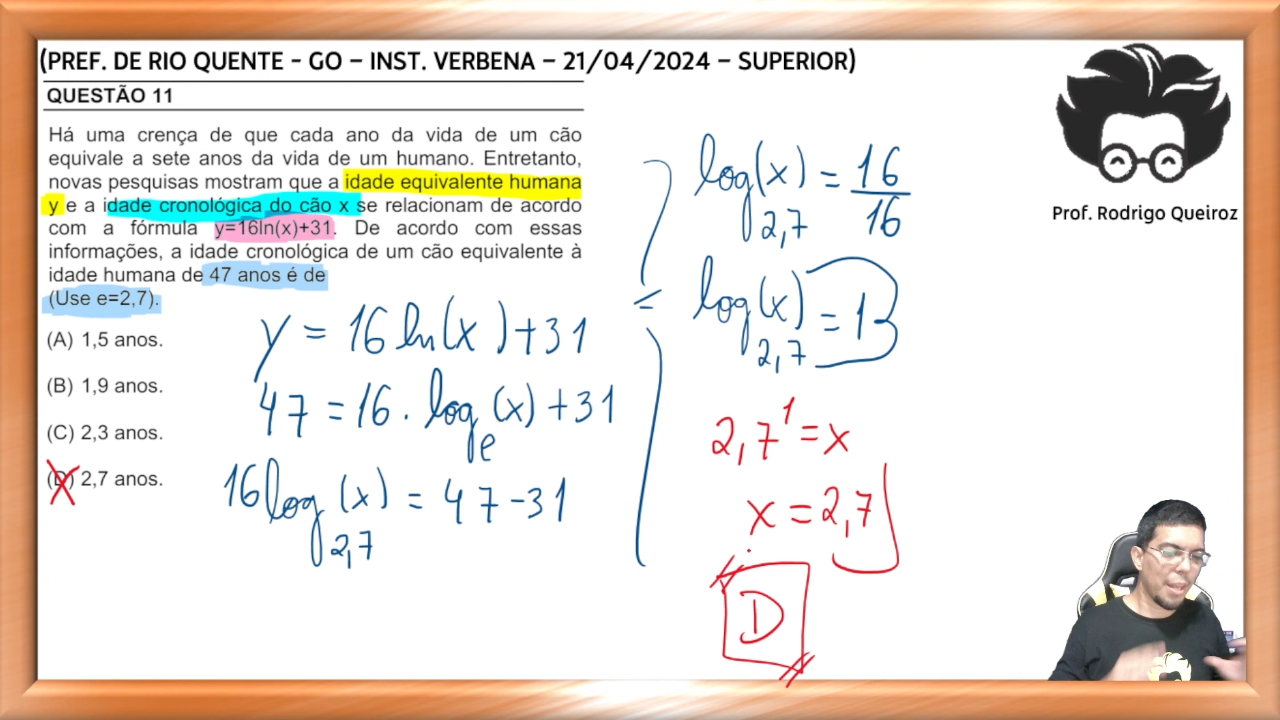 (PREF. DE RIO QUENTE - GO – INST. VERBENA – 21/04/2024 – SUPERIOR)
QUESTÃO 11
Há uma crença de que cada ano da vida de um cão
equivale a sete anos da vida de um humano. Entretanto,
novas pesquisas mostram que a idade equivalente humana
y e a idade cronológica do cão x se relacionam de acordo
com a fórmula y=16ln(x)+31. De acordo com essas
informações, a idade cronológica de um cão equivalente à
idade humana de 47 anos é de
(Use e=2,7).
(A) 1,5 anos.
(B) 1,9 anos.
(C) 2,3 anos.
(D) 2,7 anos.
y = 16 ln(x) + 31
47 = 16 . log e (x) + 31
16 log 2,7 (x) = 47 - 31
log 2,7 (x) = 16/16
log 2,7 (x) = 1
2,7^1 = x
x = 2,7
D
Prof. Rodrigo Queiroz